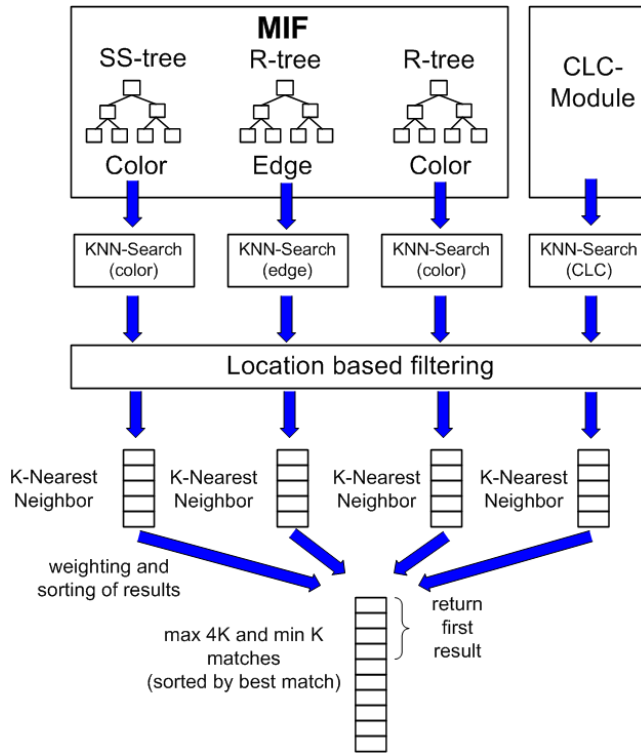 MIF
SS-tree
R-tree
R-tree
CLC-
Module
Color
Edge
Color
KNN-Search
(color)
KNN-Search
(edge)
KNN-Search
(color)
KNN-Search
(CLC)
Location based filtering
K-Nearest
Neighbor
K-Nearest
Neighbor
K-Nearest
Neighbor
K-Nearest
Neighbor
weighting and
sorting of results
max 4K and min K
matches
(sorted by best match)
return
first
result